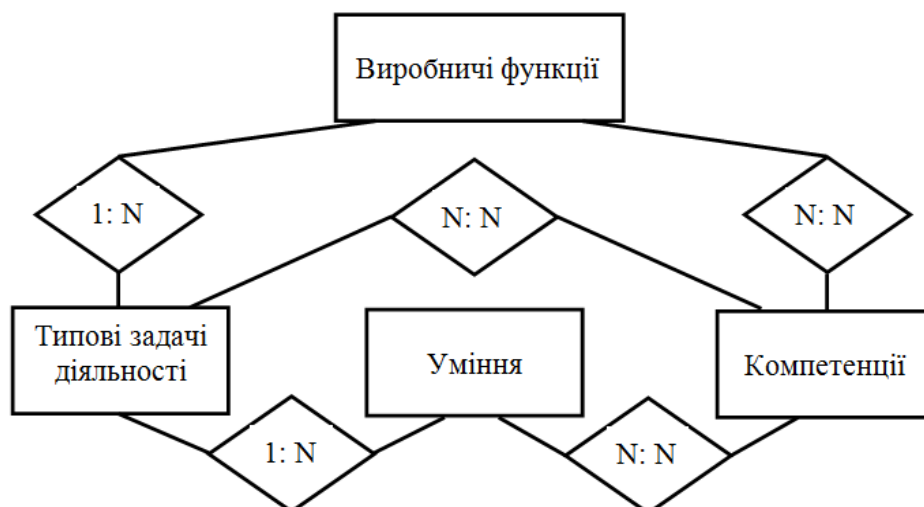 Виробничі функції
1: N
N: N
N: N
Типові задачі
діяльності
Уміння
Компетенції
1: N
N: N